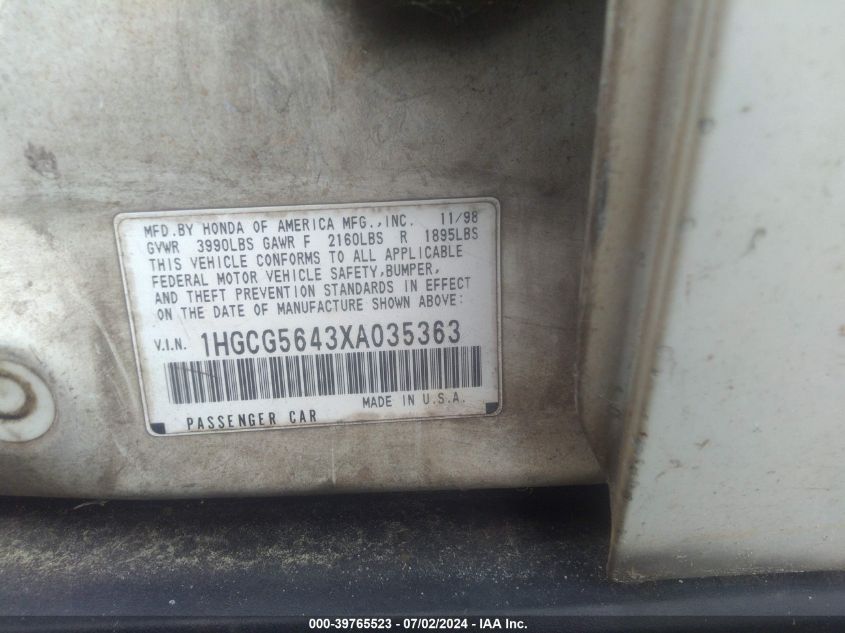 MFD.BY HONDA OF AMERICA MFG.,INC. 11/98
GVWR 3990LBS GAWR F 2160LBS R 1895LBS
THIS VEHICLE CONFORMS TO ALL APPLICABLE
FEDERAL MOTOR VEHICLE SAFETY,BUMPER,
AND THEFT PREVENTION STANDARDS IN EFFECT
ON THE DATE OF MANUFACTURE SHOWN ABOVE:
V.I.N. 1HGCG5643XA035363
MADE IN U.S.A.
PASSENGER CAR
000-39765523 - 07/02/2024 - IAA Inc.